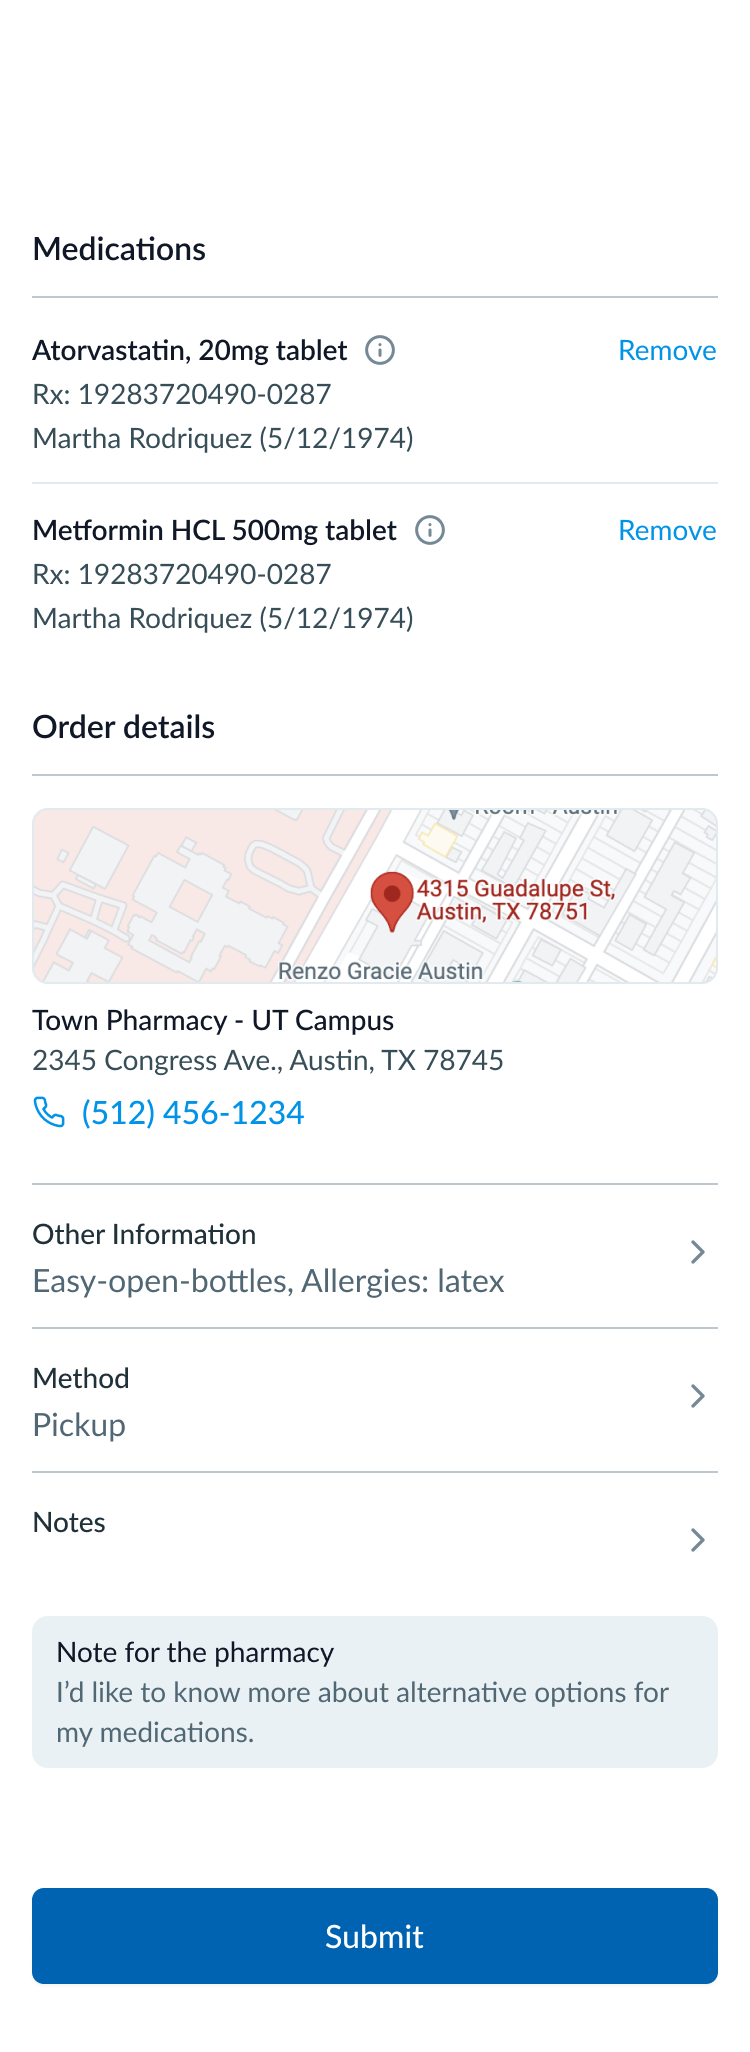 Medications
Atorvastatin, 20mg tablet
Remove
Rx: 19283720490-0287
Martha Rodriquez (5/12/1974)
Metformin HCL 500mg tablet
Remove
Rx: 19283720490-0287
Martha Rodriquez (5/12/1974)
Order details
Room - Austin
4315 Guadalupe St,
Austin, TX 78751
Renzo Gracie Austin
Town Pharmacy - UT Campus
2345 Congress Ave., Austin, TX 78745
(512) 456-1234
Other Information
Easy-open-bottles, Allergies: latex
Method
Pickup
Notes
Note for the pharmacy
I’d like to know more about alternative options for
my medications.
Submit